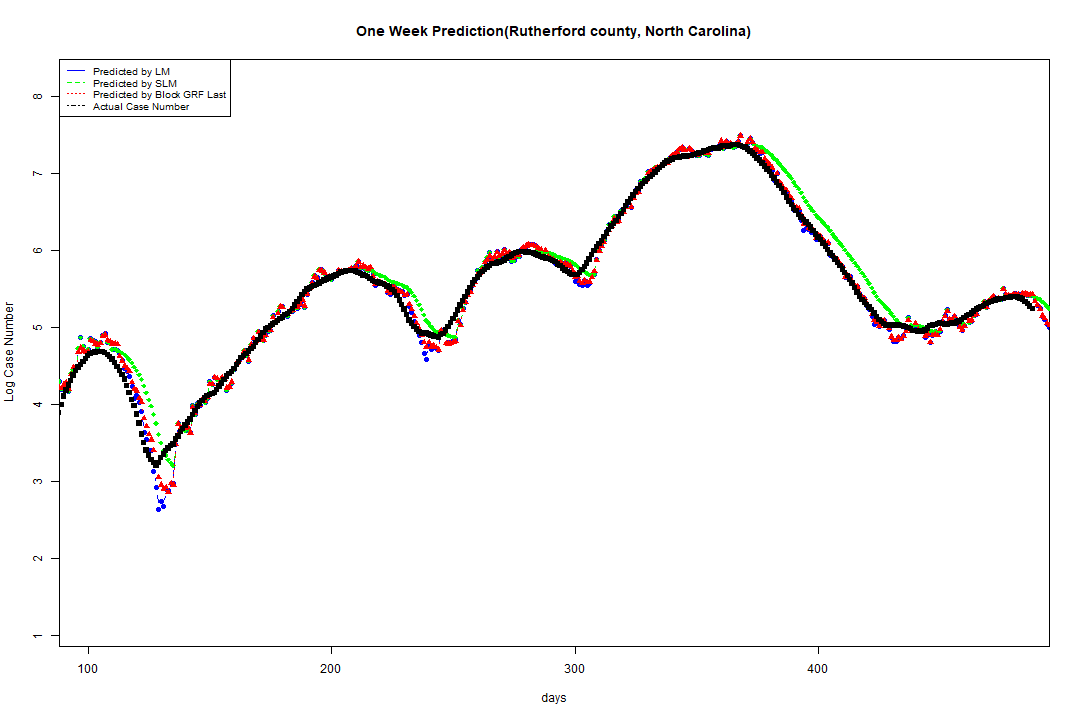 One Week Prediction(Rutherford county, North Carolina)
Predicted by LM
Predicted by SLM
Predicted by Block GRF Last
Actual Case Number
8
7
6
5
4
3
2
1
Log Case Number
100 200 300 400
days